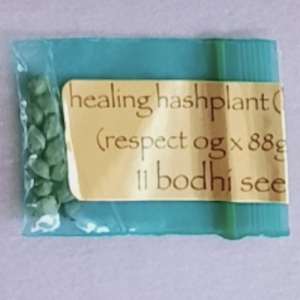 healing hashplant (
(respect og x 88g
11 bodhi see